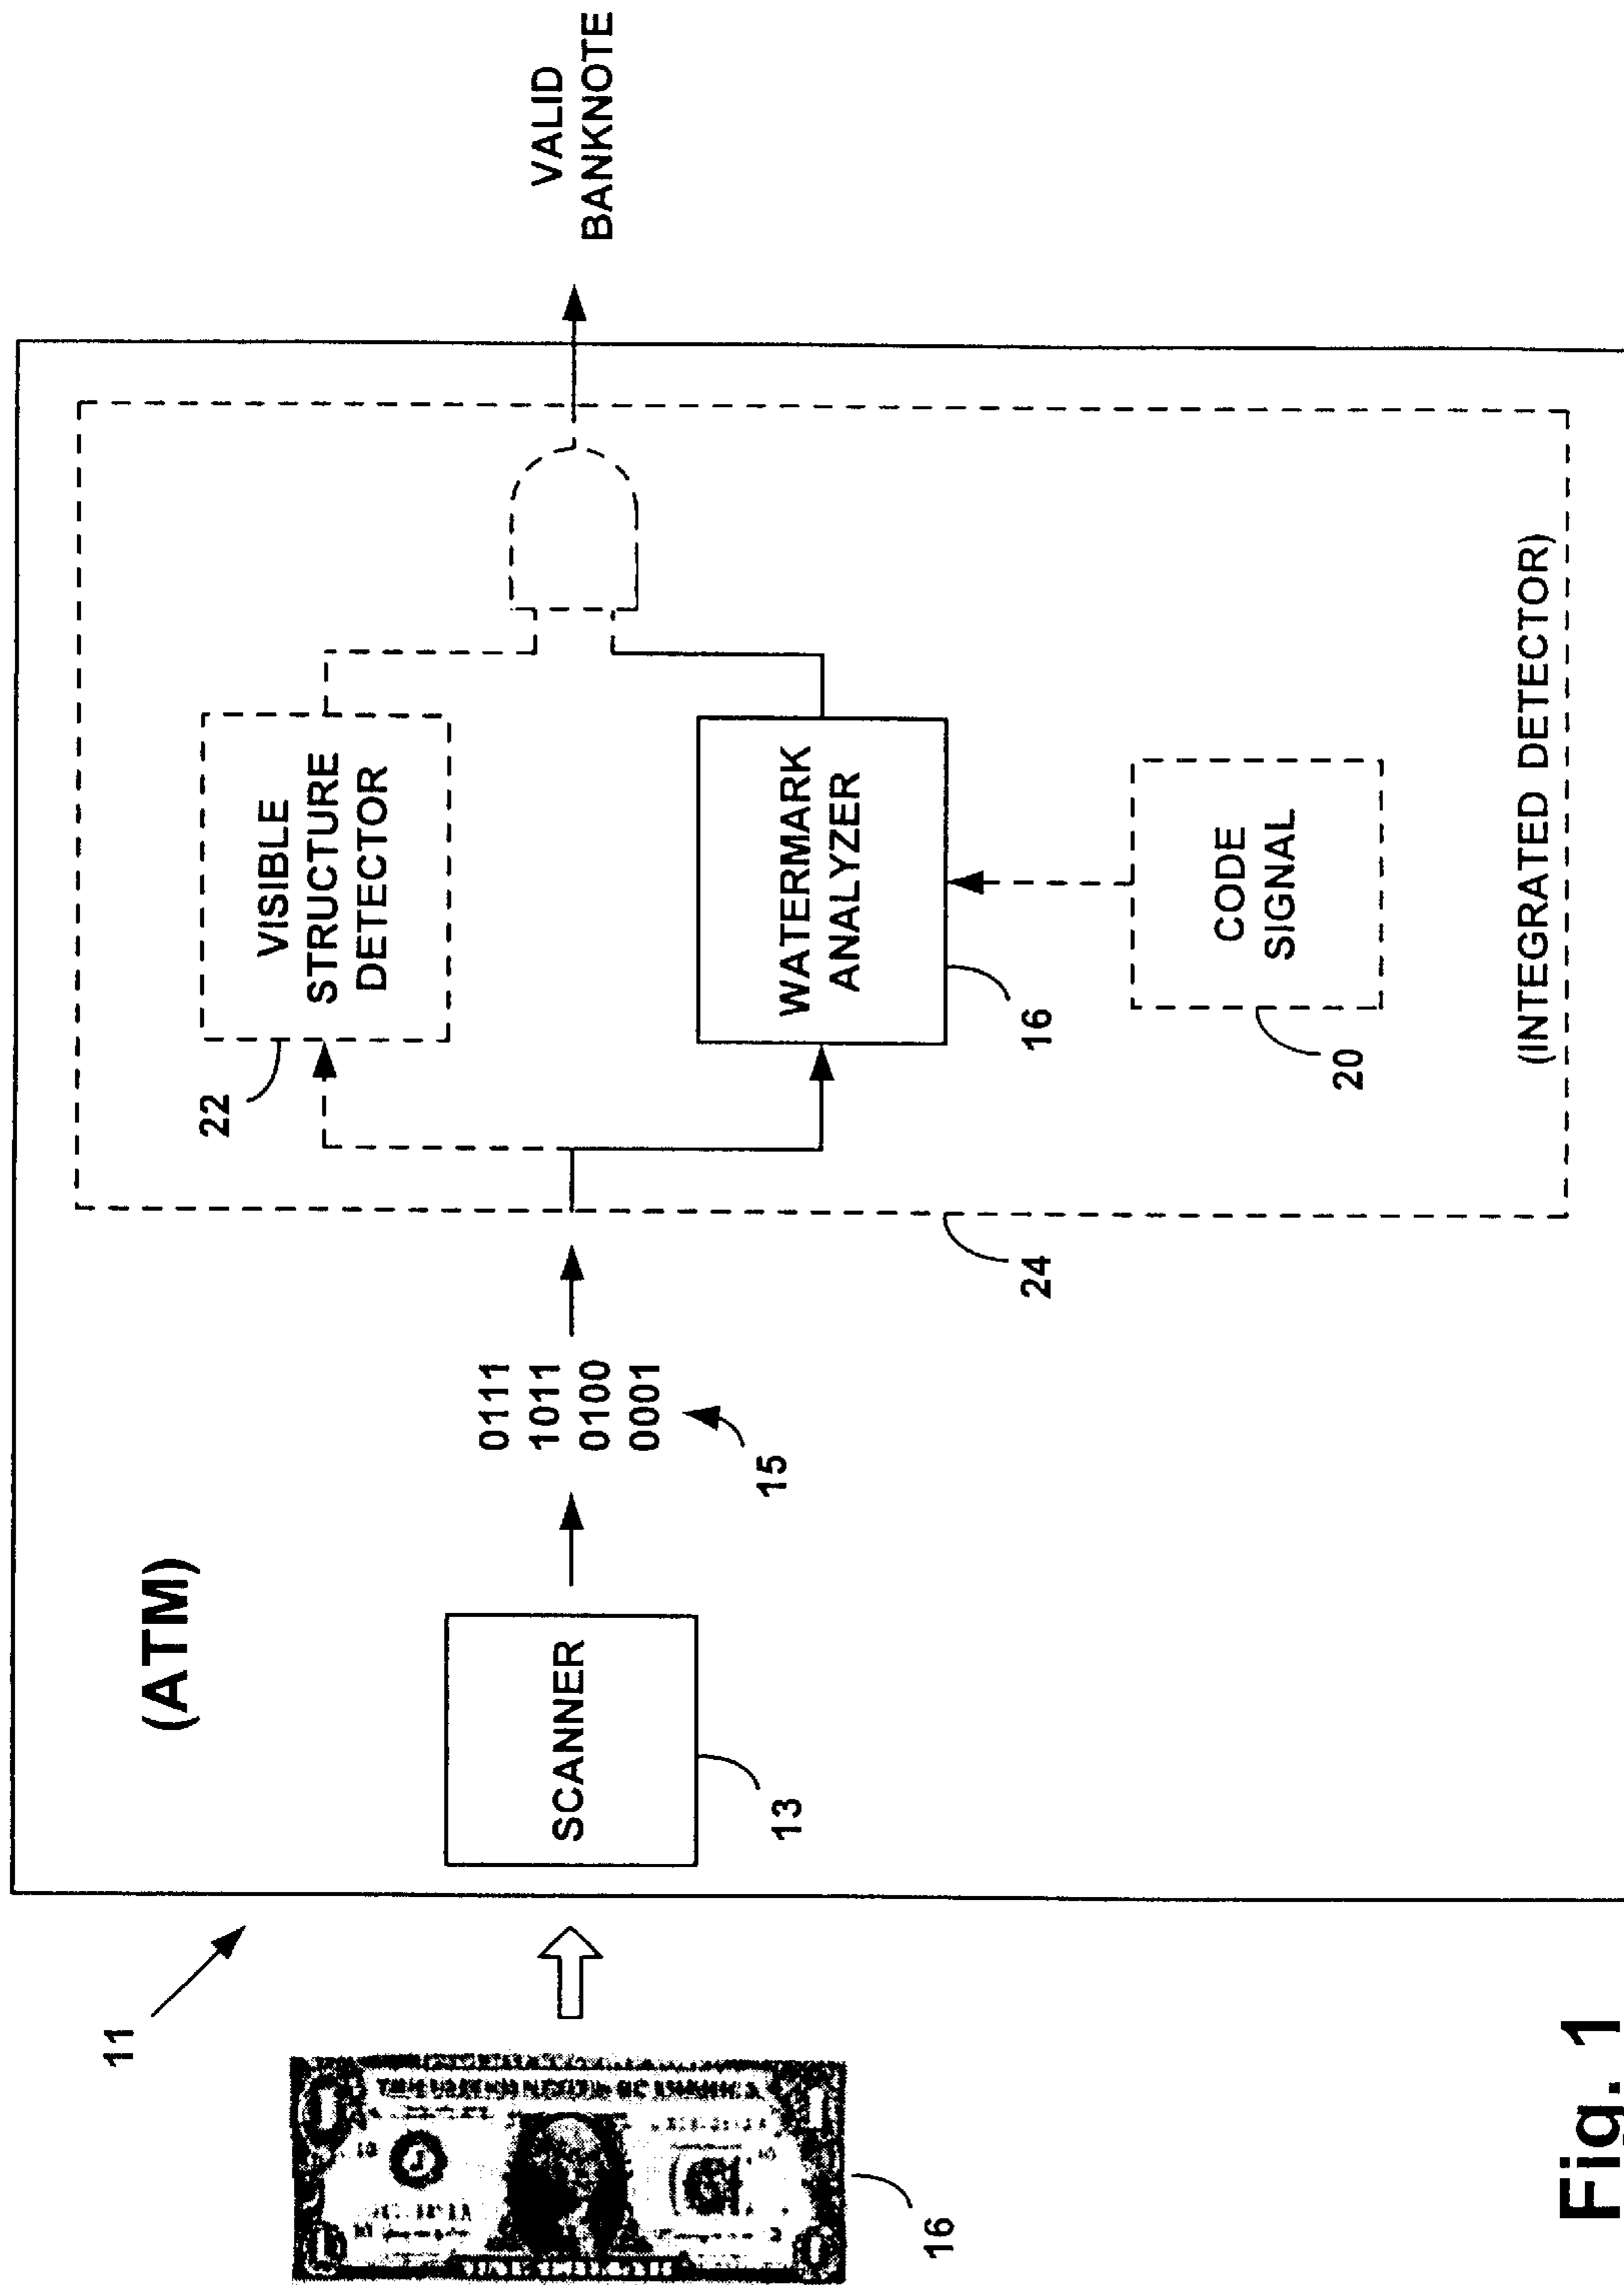 11
(ATM)
16
SCANNER
13
0111
1011
0100
0001
15
24
22
VISIBLE
STRUCTURE
DETECTOR
WATERMARK
ANALYZER
16
CODE
SIGNAL
20
(INTEGRATED DETECTOR)
VALID
BANKNOTE
Fig. 1